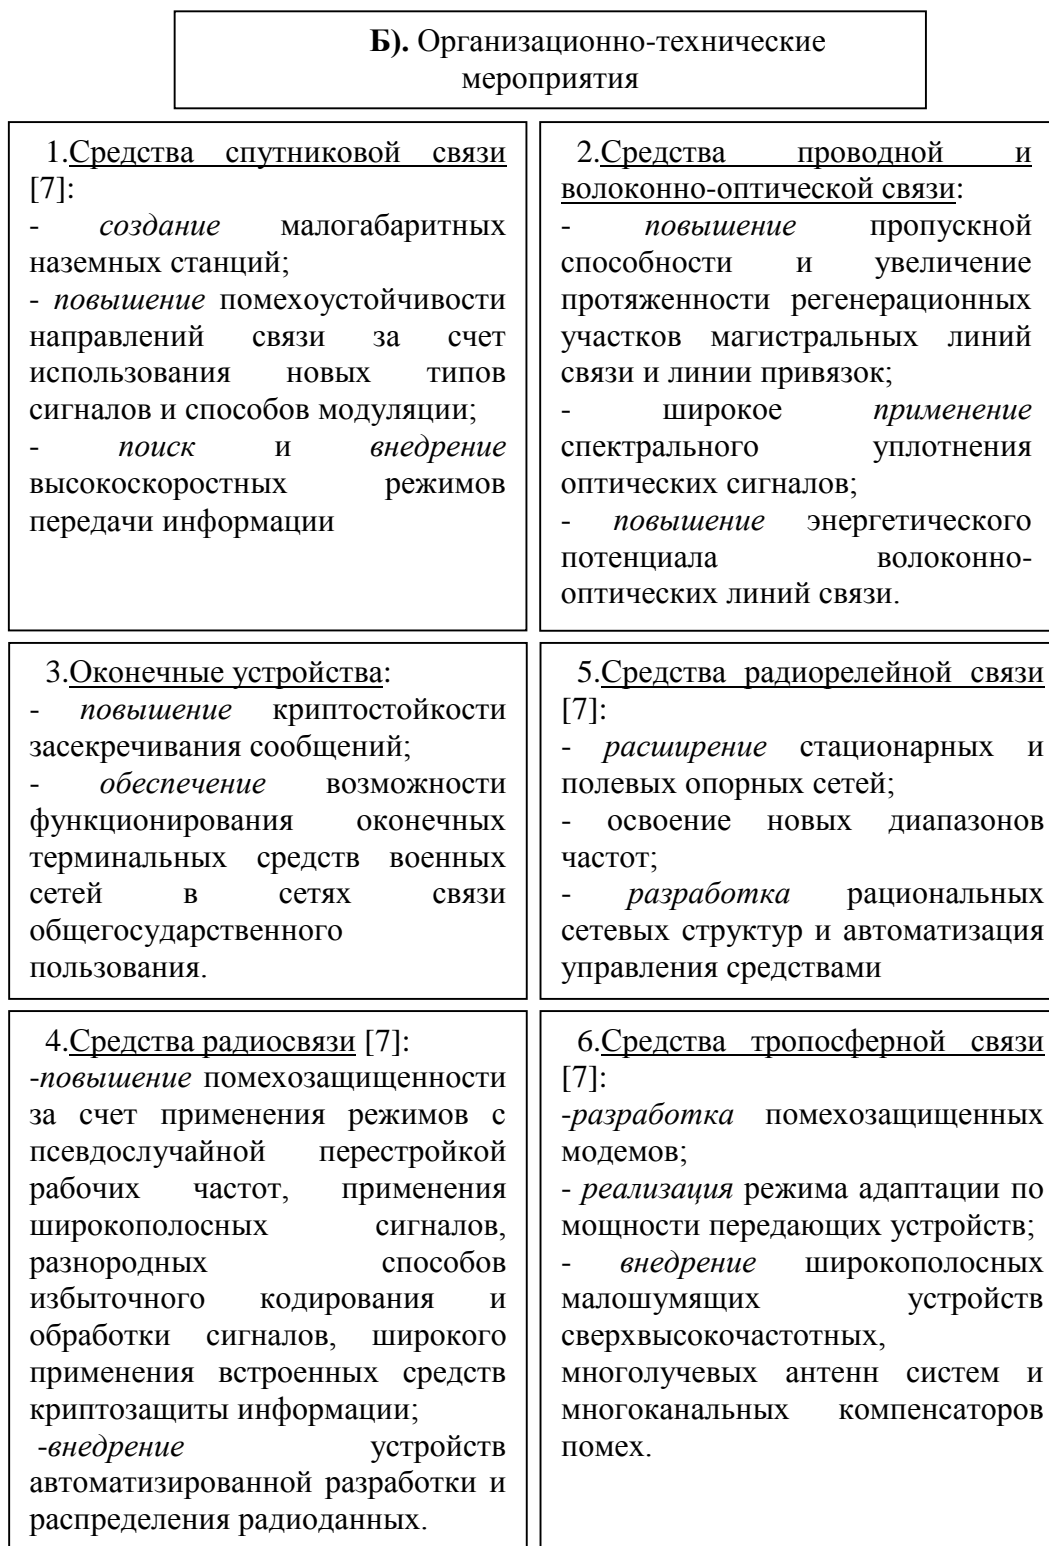 Б). Организационно-технические
мероприятия
1.Средства спутниковой связи
[7]:
- создание малогабаритных
наземных станций;
- повышение помехоустойчивости
направлений связи за счет
использования новых типов
сигналов и способов модуляции;
- поиск и внедрение
высокоскоростных режимов
передачи информации
2.Средства проводной и
волоконно-оптической связи:
- повышение пропускной
способности и увеличение
протяженности регенерационных
участков магистральных линий
связи и линии привязок;
- широкое применение
спектрального уплотнения
оптических сигналов;
- повышение энергетического
потенциала волоконно-
оптических линий связи.
3.Оконечные устройства:
- повышение криптостойкости
засекречивания сообщений;
- обеспечение возможности
функционирования оконечных
терминальных средств военных
сетей в сетях связи
общегосударственного
пользования.
5.Средства радиорелейной связи
[7]:
- расширение стационарных и
полевых опорных сетей;
- освоение новых диапазонов
частот;
- разработка рациональных
сетевых структур и автоматизация
управления средствами
4.Средства радиосвязи [7]:
-повышение помехозащищенности
за счет применения режимов с
псевдослучайной перестройкой
рабочих частот, применения
широкополосных сигналов,
разнородных способов
избыточного кодирования и
обработки сигналов, широкого
применения встроенных средств
криптозащиты информации;
-внедрение устройств
автоматизированной разработки и
распределения радиоданных.
6.Средства тропосферной связи
[7]:
-разработка помехозащищенных
модемов;
- реализация режима адаптации по
мощности передающих устройств;
- внедрение широкополосных
малошумящих устройств
сверхвысокочастотных,
многолучевых антенн систем и
многоканальных компенсаторов
помех.